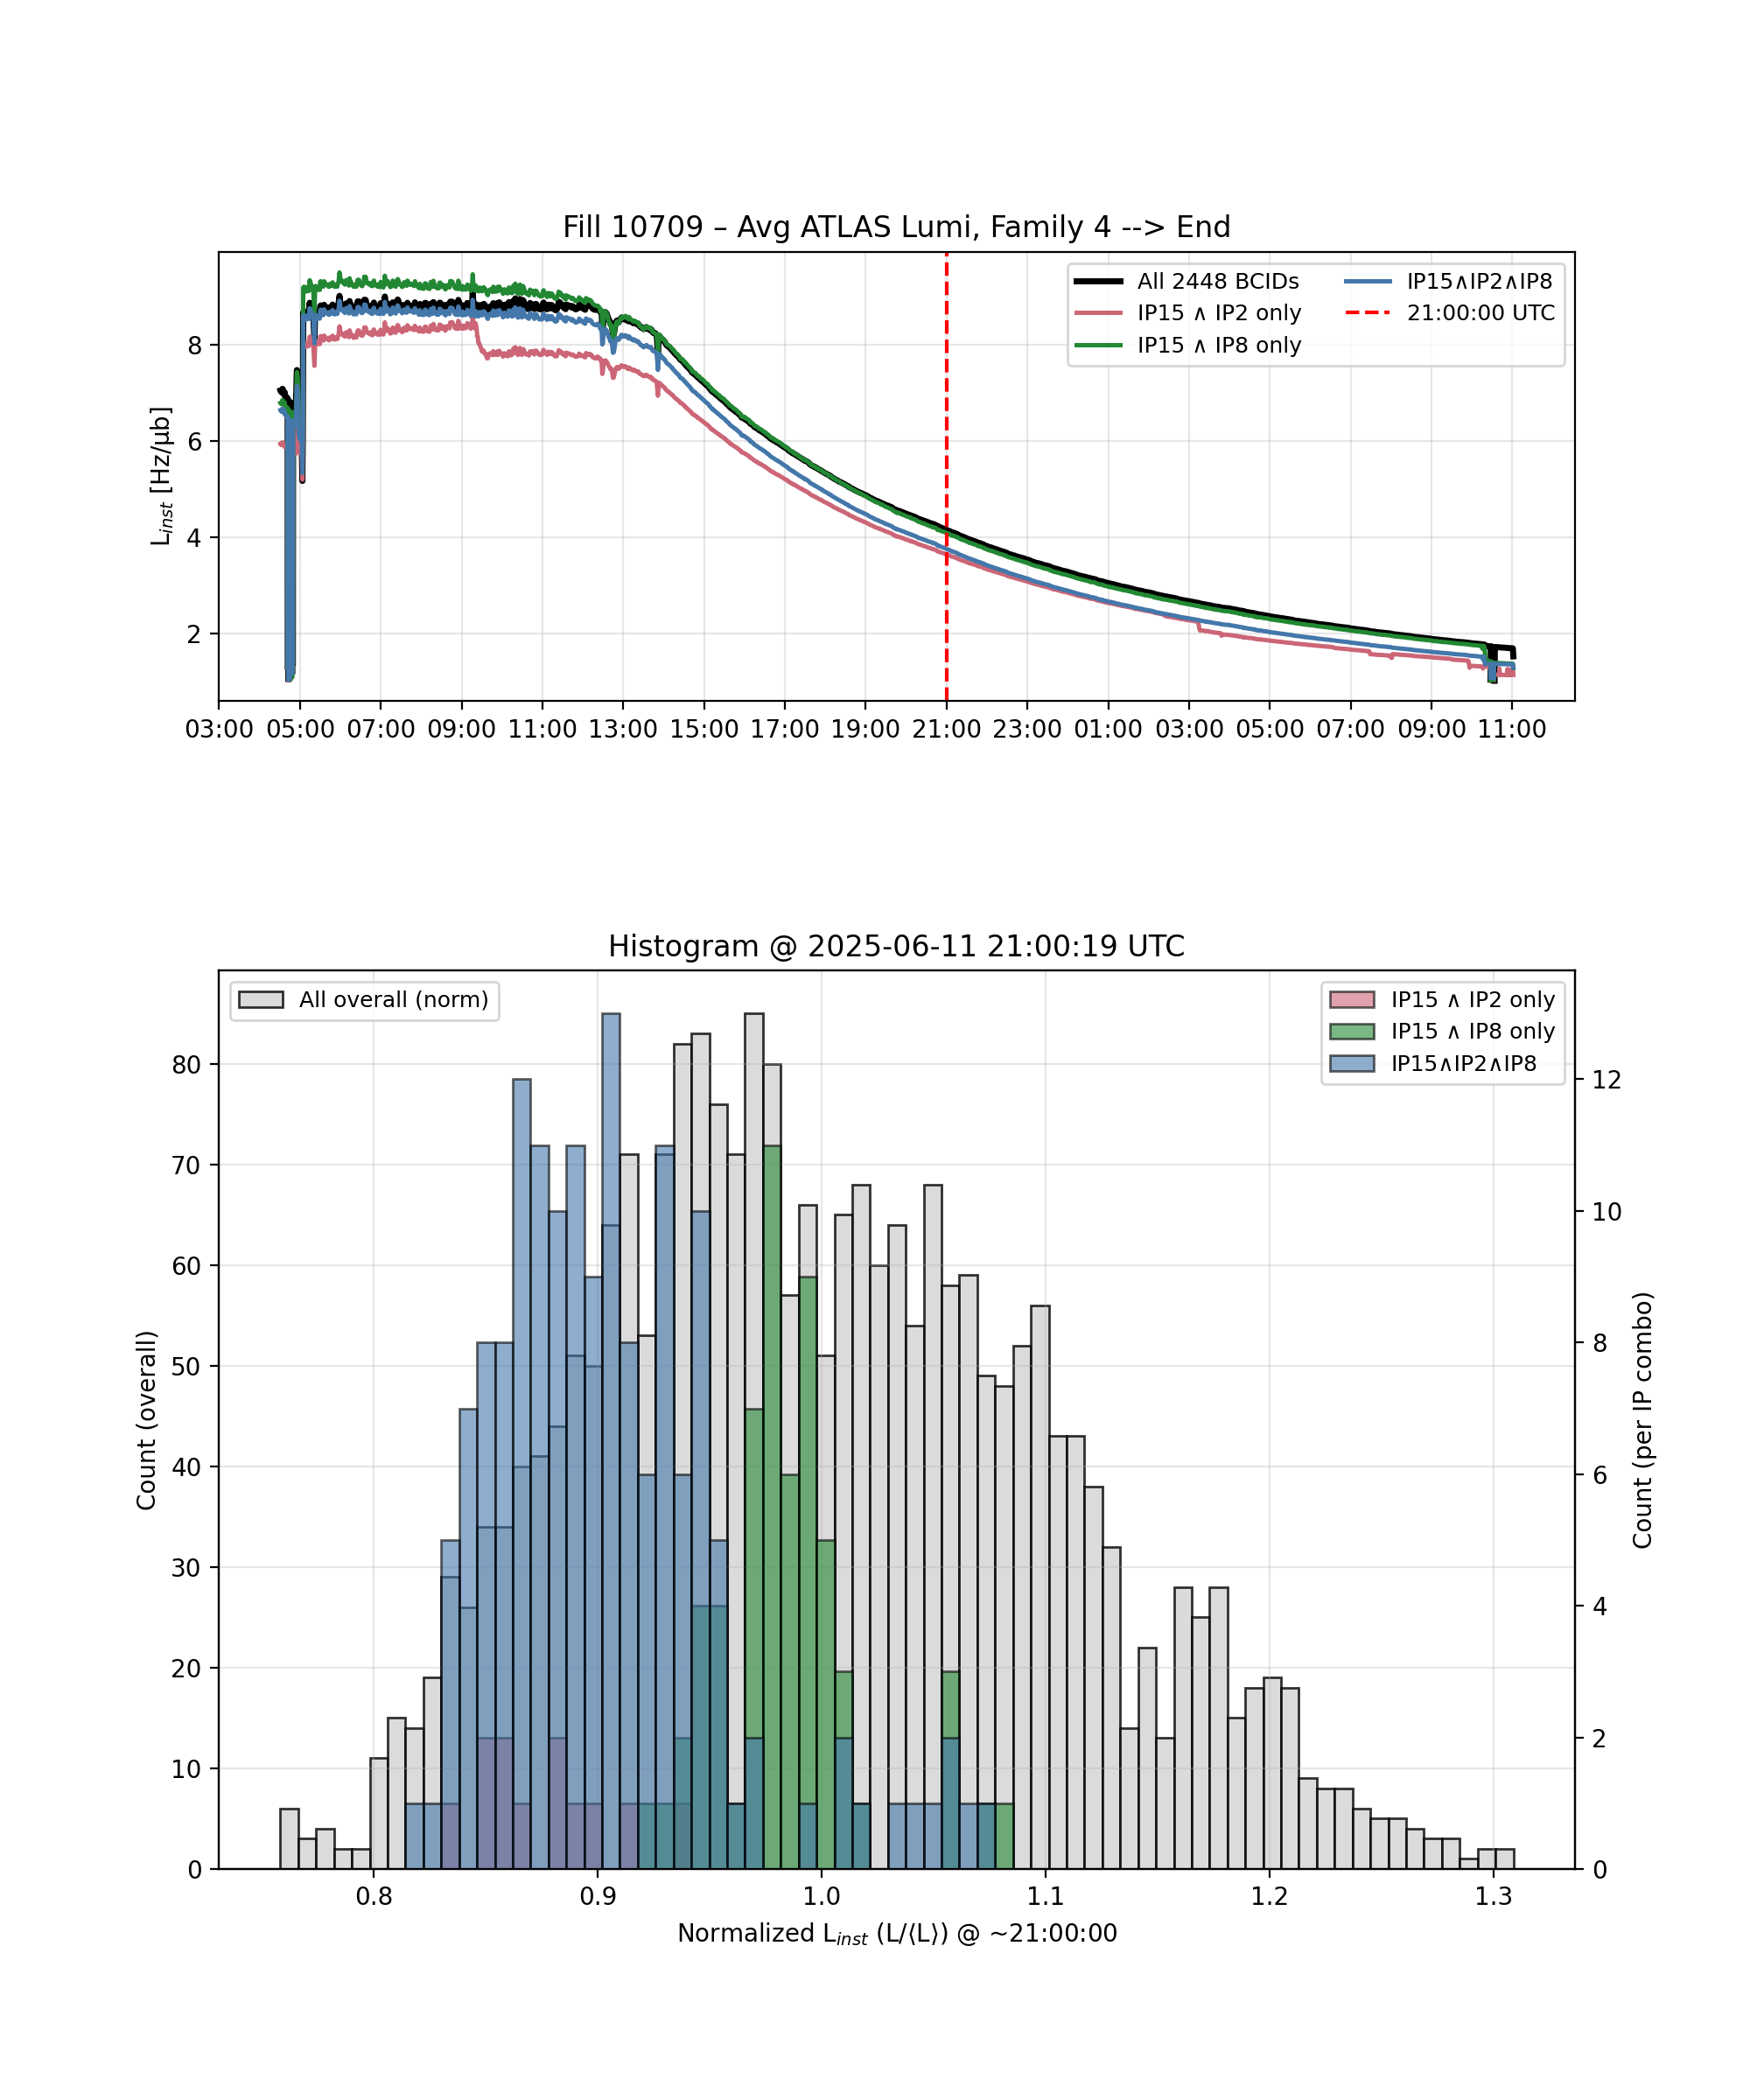 Fill 10709 – Avg ATLAS Lumi, Family 4 --> End
All 2448 BCIDs
IP15 ∧ IP2 only
IP15 ∧ IP8 only
IP15∧IP2∧IP8
21:00:00 UTC
L_inst [Hz/μb]
8
6
4
2
03:00 05:00 07:00 09:00 11:00 13:00 15:00 17:00 19:00 21:00 23:00 01:00 03:00 05:00 07:00 09:00 11:00
Histogram @ 2025-06-11 21:00:19 UTC
All overall (norm)
IP15 ∧ IP2 only
IP15 ∧ IP8 only
IP15∧IP2∧IP8
Count (overall)
80
70
60
50
40
30
20
10
0
12
10
8
6
4
2
0
Count (per IP combo)
0.8 0.9 1.0 1.1 1.2 1.3
Normalized L_inst (L/⟨L⟩) @ ~21:00:00